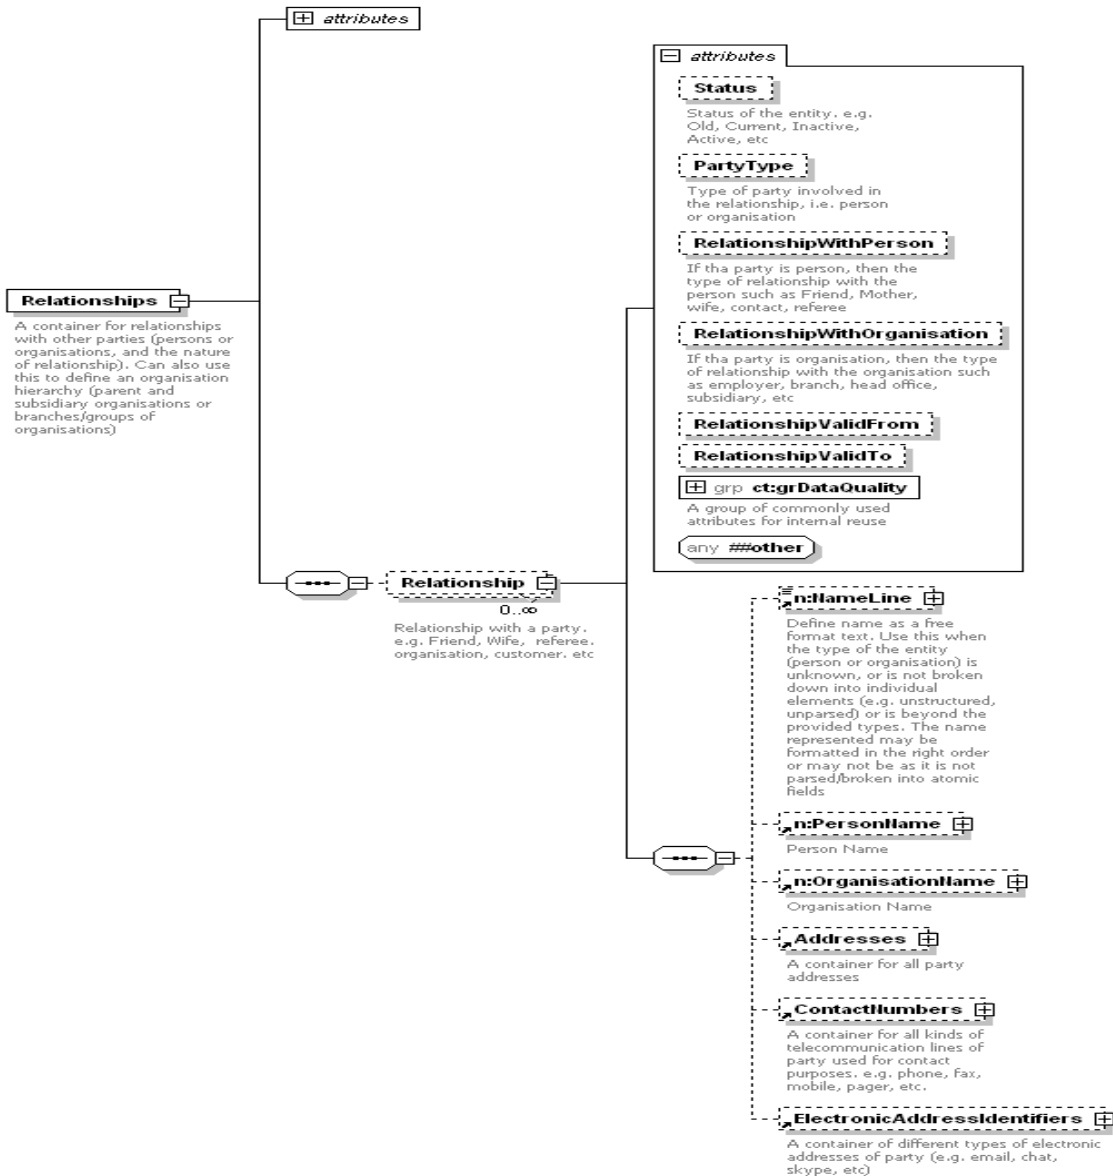 attributes
attributes
Status
Status of the entity. e.g.
Old, Current, Inactive,
Active, etc
PartyType
Type of party involved in
the relationship, i.e. person
or organisation
RelationshipWithPerson
If tha party is person, then the
type of relationship with the
person such as Friend, Mother,
wife, contact, referee
Relationships
A container for relationships
with other parties (persons or
organisations, and the nature
of relationship). Can also use
this to define an organisation
hierarchy (parent and
subsidiary organisations or
branches/groups of
organisations)
RelationshipWithOrganisation
If tha party is organisation, then the type
of relationship with the organisation such
as employer, branch, head office,
subsidiary, etc
RelationshipValidFrom
RelationshipValidTo
grp ct:grDataQuality
A group of commonly used
attributes for internal reuse
any ##other
Relationship
0..∞
Relationship with a party.
e.g. Friend, Wife, referee.
organisation, customer. etc
n:NameLine
Define name as a free
format text. Use this when
the type of the entity
(person or organisation) is
unknown, or is not broken
down into individual
elements (e.g. unstructured,
unparsed) or is beyond the
provided types. The name
represented may be
formatted in the right order
or may not be as it is not
parsed/broken into atomic
fields
n:PersonName
Person Name
n:OrganisationName
Organisation Name
Addresses
A container for all party
addresses
ContactNumbers
A container for all kinds of
telecommunication lines of
party used for contact
purposes. e.g. phone, fax,
mobile, pager, etc.
ElectronicAddressIdentifiers
A container of different types of electronic
addresses of party (e.g. email, chat,
skype, etc)